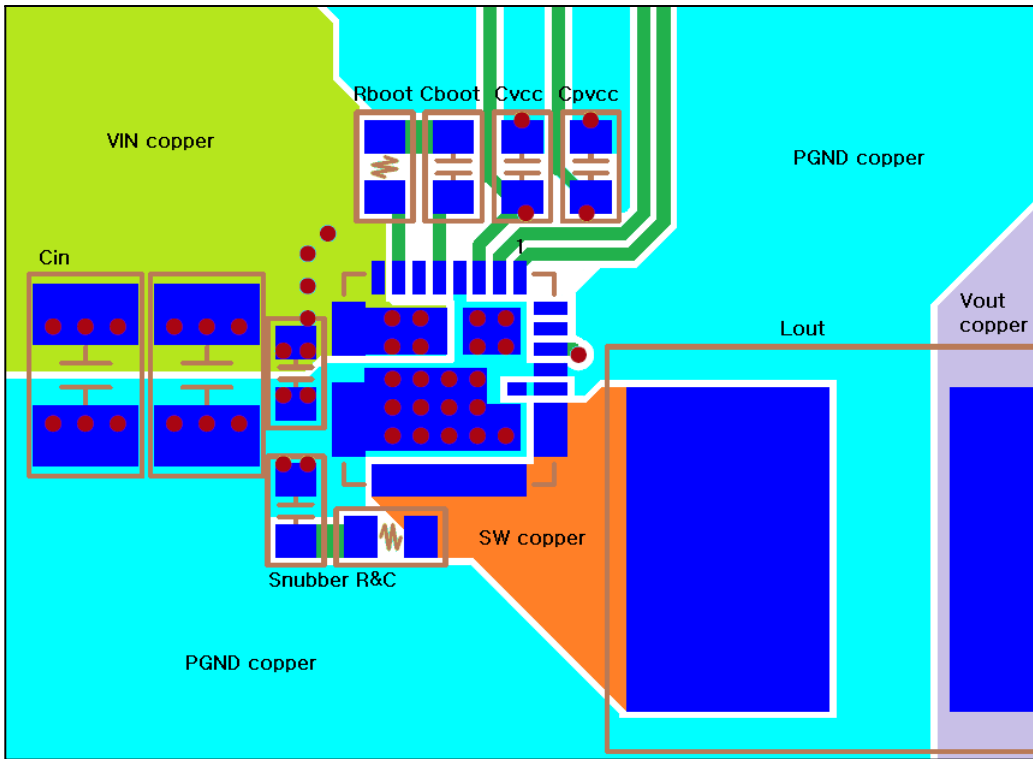 Rboot Cboot Cvcc Cpvcc
VIN copper
PGND copper
1
Cin
Vout
copper
Lout
SW copper
Snubber R&C
PGND copper